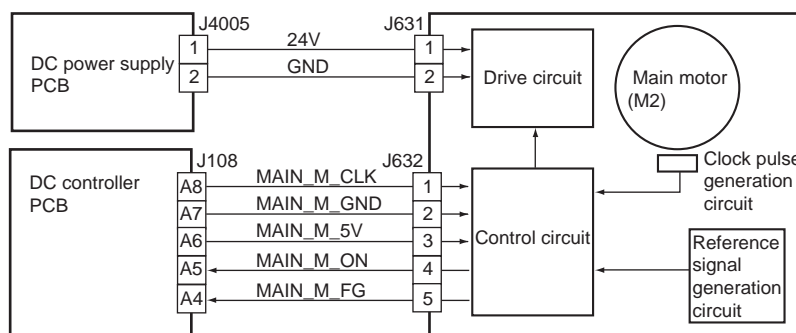 J4005
J631
DC power supply
PCB
1
24V
1
2
GND
2
Drive circuit
Main motor
(M2)
J108
J632
DC controller
PCB
A8
MAIN_M_CLK
1
A7
MAIN_M_GND
2
A6
MAIN_M_5V
3
A5
MAIN_M_ON
4
A4
MAIN_M_FG
5
Control circuit
Clock pulse
generation
circuit
Reference
signal
generation
circuit